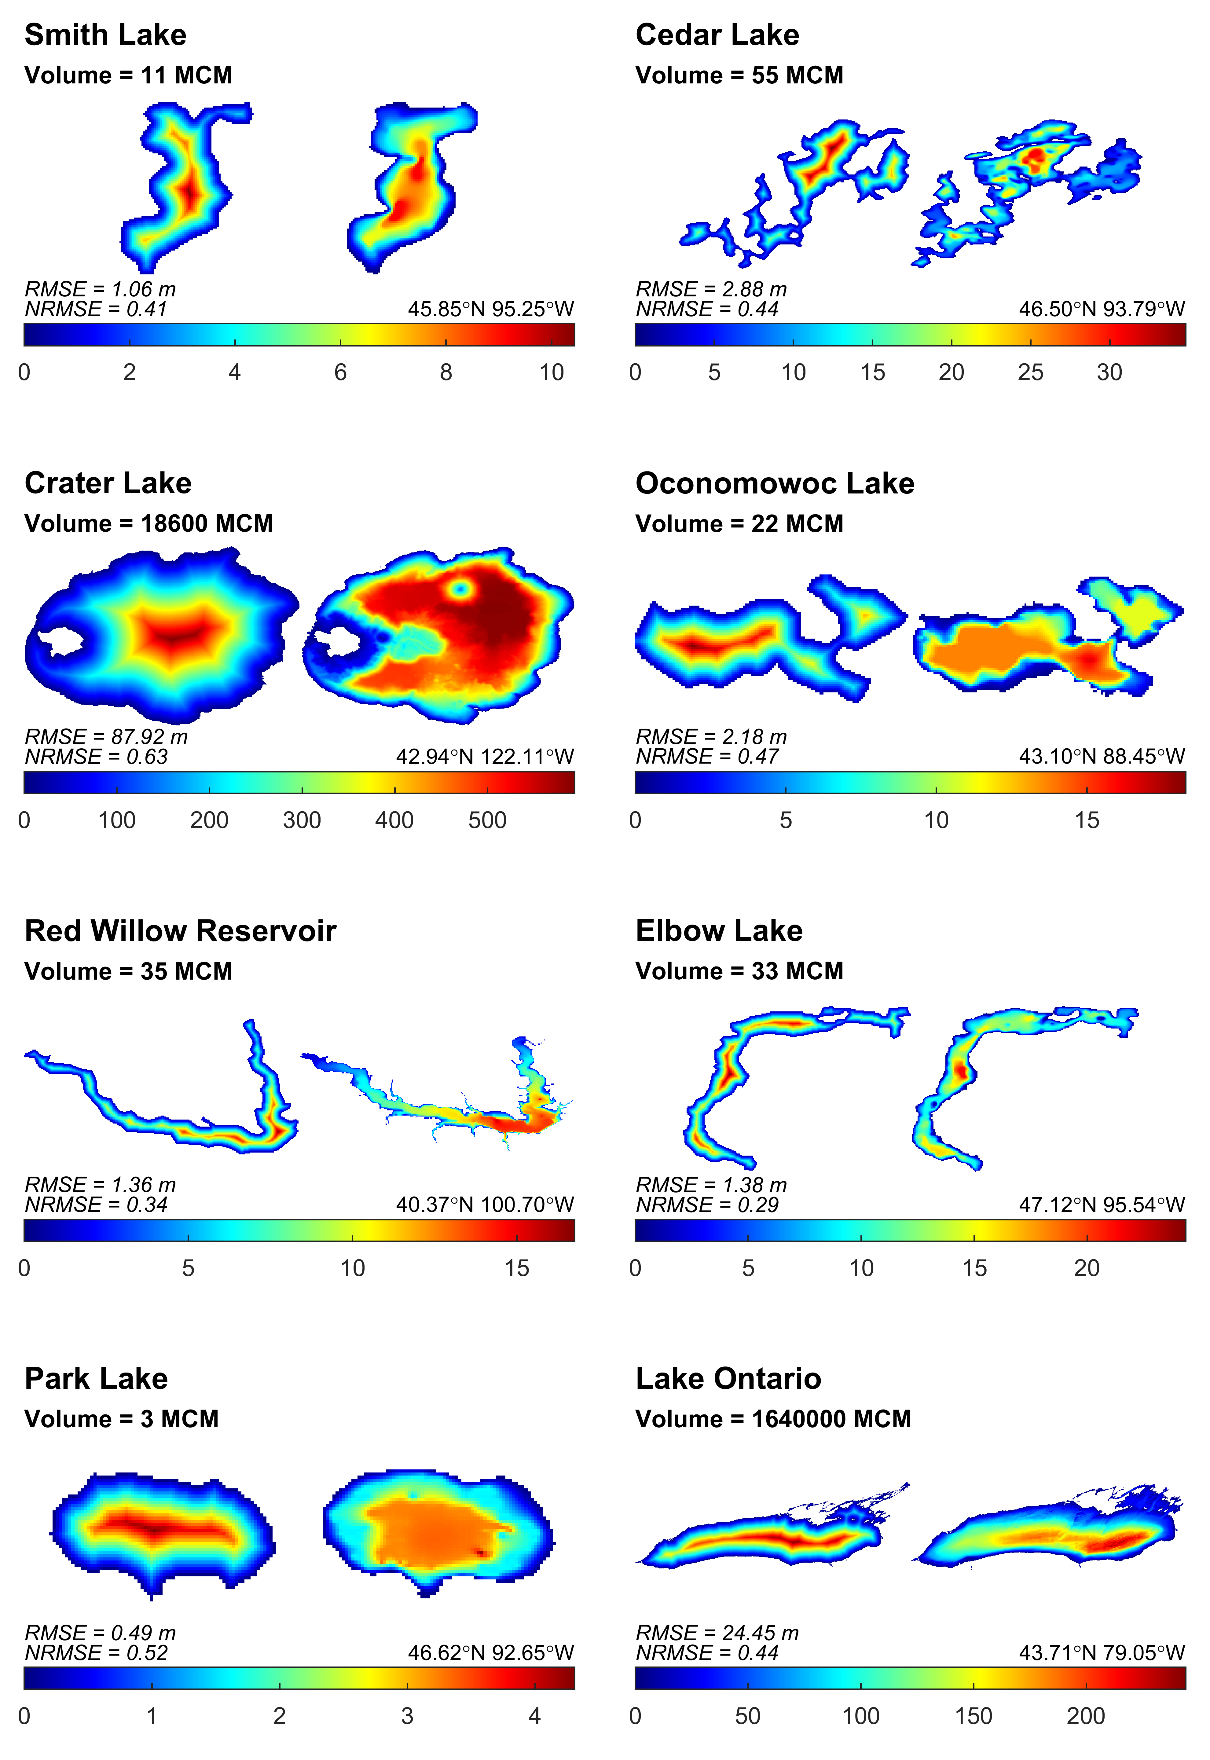 Smith Lake
Volume = 11 MCM
RMSE = 1.06 m
NRMSE = 0.41
45.85°N 95.25°W
0 2 4 6 8 10
Cedar Lake
Volume = 55 MCM
RMSE = 2.88 m
NRMSE = 0.44
46.50°N 93.79°W
0 5 10 15 20 25 30
Crater Lake
Volume = 18600 MCM
RMSE = 87.92 m
NRMSE = 0.63
42.94°N 122.11°W
0 100 200 300 400 500
Oconomowoc Lake
Volume = 22 MCM
RMSE = 2.18 m
NRMSE = 0.47
43.10°N 88.45°W
0 5 10 15
Red Willow Reservoir
Volume = 35 MCM
RMSE = 1.36 m
NRMSE = 0.34
40.37°N 100.70°W
0 5 10 15
Elbow Lake
Volume = 33 MCM
RMSE = 1.38 m
NRMSE = 0.29
47.12°N 95.54°W
0 5 10 15 20
Park Lake
Volume = 3 MCM
RMSE = 0.49 m
NRMSE = 0.52
46.62°N 92.65°W
0 1 2 3 4
Lake Ontario
Volume = 1640000 MCM
RMSE = 24.45 m
NRMSE = 0.44
43.71°N 79.05°W
0 50 100 150 200